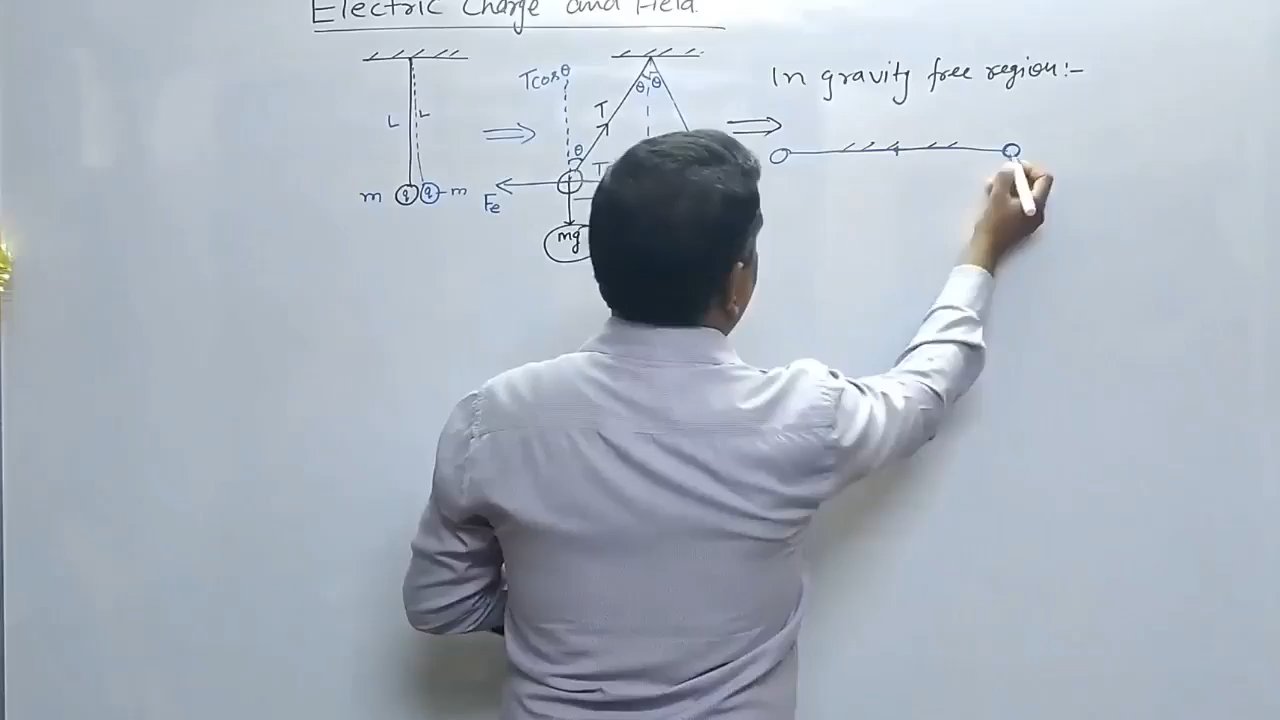 Electric Charge and Field
In gravity free region:-
Tcosθ
θ θ
L L
T
θ
T
m q q m
Fe
mg